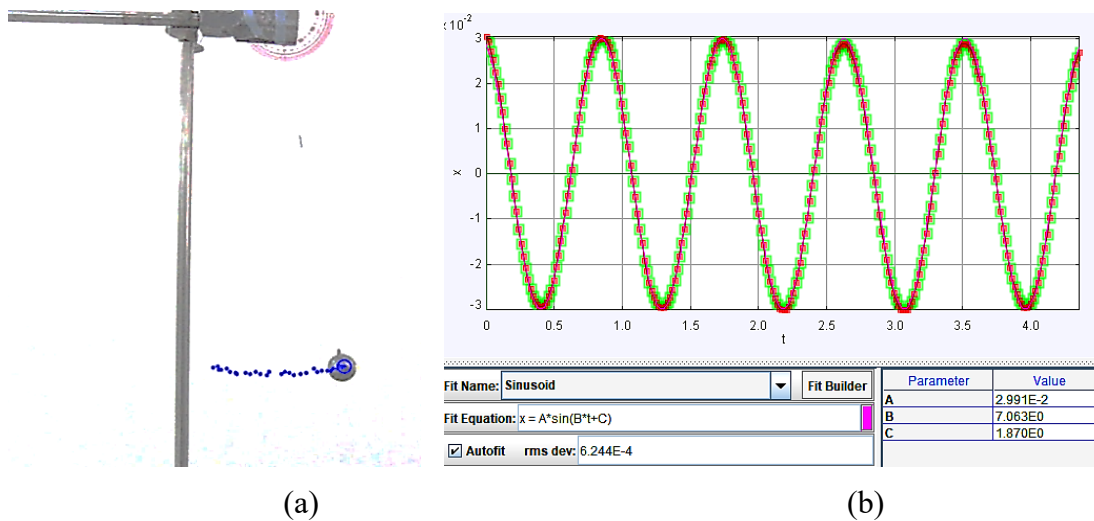 x 10⁻²
3
2
1
x 0
-1
-2
-3
0 0.5 1.0 1.5 2.0 2.5 3.0 3.5 4.0
t
Fit Name: Sinusoid Fit Builder
Fit Equation: x = A*sin(B*t+C)
Autofit rms dev: 6.244E-4
Parameter Value
A 2.991E-2
B 7.063E0
C 1.870E0
(a) (b)